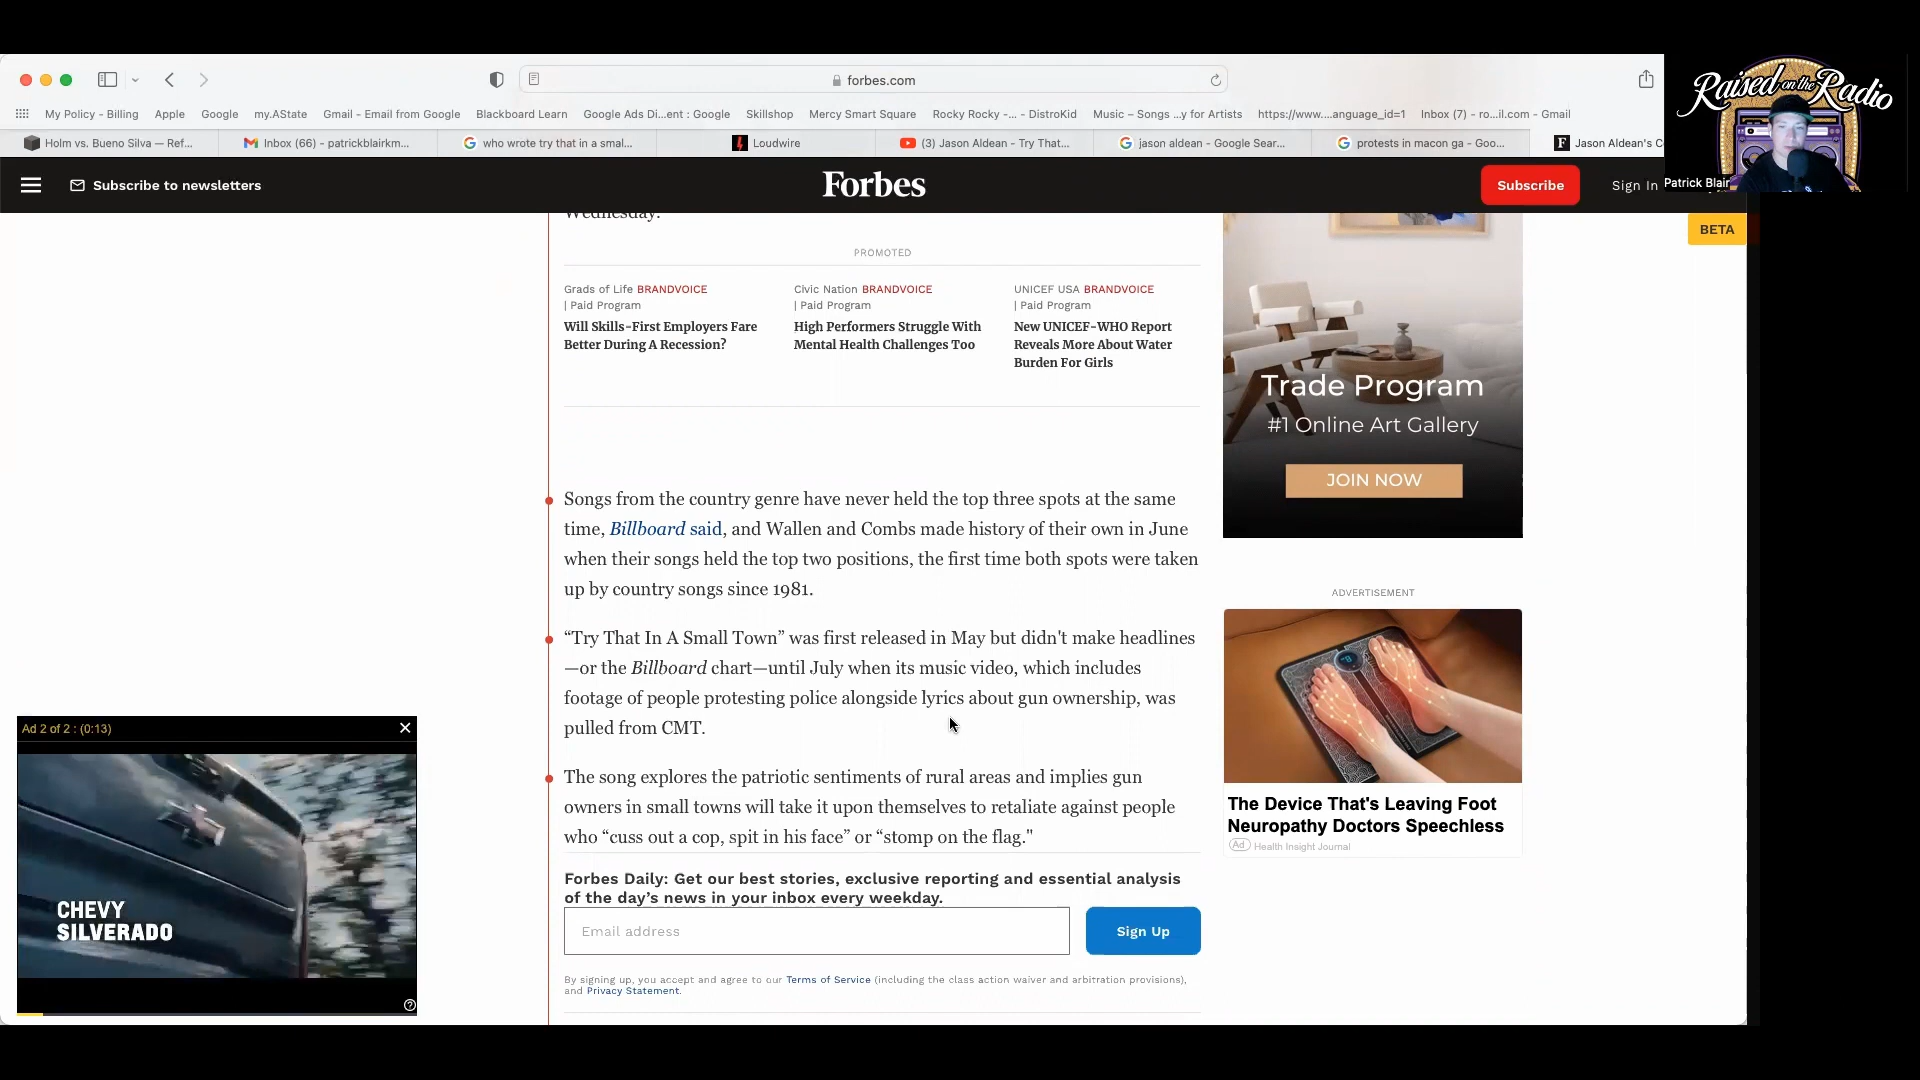 forbes.com
My Policy - Billing Apple Google my.AState Gmail - Email from Google Blackboard Learn Google Ads Di...ent : Google Skillshop Mercy Smart Square Rocky Rocky -... - DistroKid Music – Songs ...y for Artists https://www....anguage_id=1 Inbox (7) - ro...il.com - Gmail
Holm vs. Bueno Silva — Ref... Inbox (66) - patrickblairkm... who wrote try that in a smal... Loudwire (3) Jason Aldean - Try That... jason aldean - Google Sear... protests in macon ga - Goo... Jason Aldean's C
Raised on the Radio
Patrick Blair
Subscribe to newsletters
Forbes
Subscribe
Sign In
BETA
Wednesday.
PROMOTED
Grads of Life BRANDVOICE
| Paid Program
Will Skills-First Employers Fare
Better During A Recession?
Civic Nation BRANDVOICE
| Paid Program
High Performers Struggle With
Mental Health Challenges Too
UNICEF USA BRANDVOICE
| Paid Program
New UNICEF-WHO Report
Reveals More About Water
Burden For Girls
Songs from the country genre have never held the top three spots at the same
time, Billboard said, and Wallen and Combs made history of their own in June
when their songs held the top two positions, the first time both spots were taken
up by country songs since 1981.
“Try That In A Small Town” was first released in May but didn't make headlines
—or the Billboard chart—until July when its music video, which includes
footage of people protesting police alongside lyrics about gun ownership, was
pulled from CMT.
The song explores the patriotic sentiments of rural areas and implies gun
owners in small towns will take it upon themselves to retaliate against people
who “cuss out a cop, spit in his face” or “stomp on the flag."
Forbes Daily: Get our best stories, exclusive reporting and essential analysis
of the day’s news in your inbox every weekday.
Email address
Sign Up
By signing up, you accept and agree to our Terms of Service (including the class action waiver and arbitration provisions),
and Privacy Statement.
Trade Program
#1 Online Art Gallery
JOIN NOW
ADVERTISEMENT
The Device That's Leaving Foot
Neuropathy Doctors Speechless
Ad Health Insight Journal
Ad 2 of 2 : (0:13)
CHEVY
SILVERADO